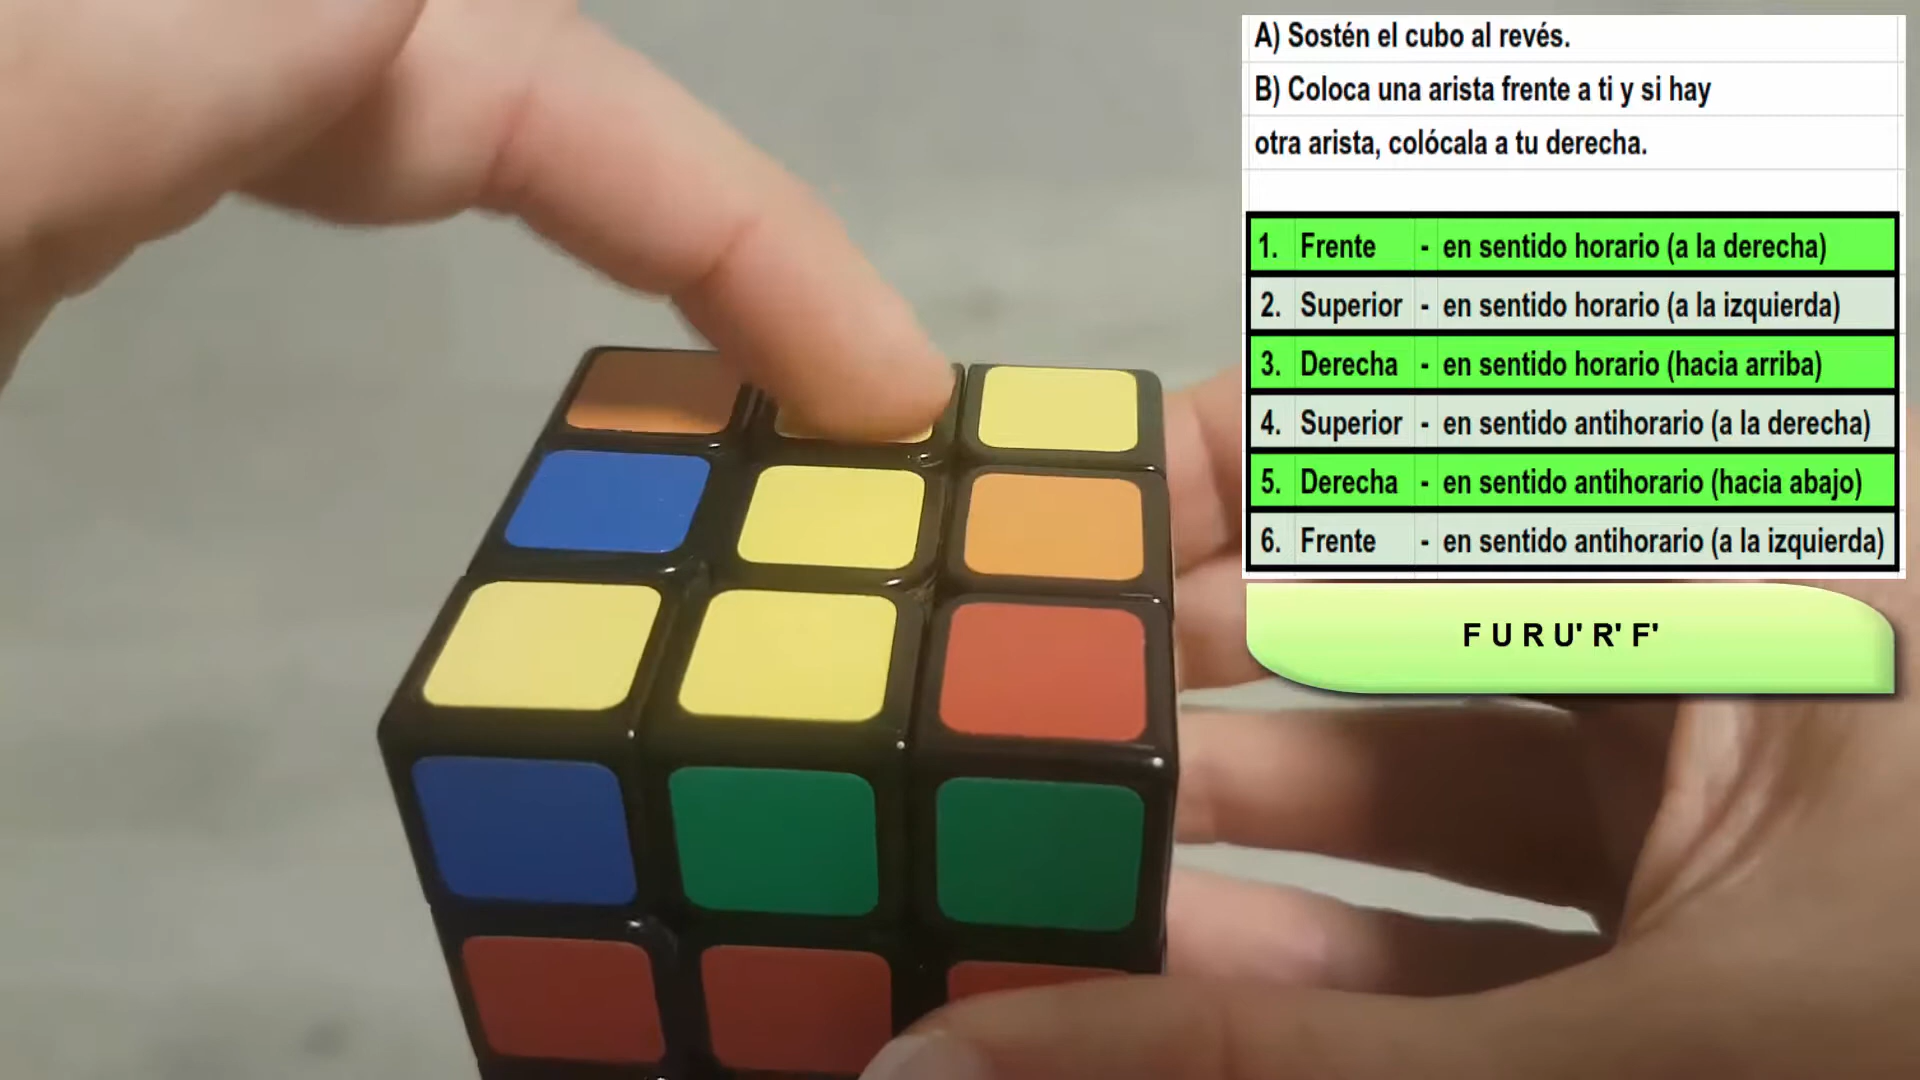 A) Sostén el cubo al revés.
B) Coloca una arista frente a ti y si hay
otra arista, colócala a tu derecha.
1. Frente - en sentido horario (a la derecha)
2. Superior - en sentido horario (a la izquierda)
3. Derecha - en sentido horario (hacia arriba)
4. Superior - en sentido antihorario (a la derecha)
5. Derecha - en sentido antihorario (hacia abajo)
6. Frente - en sentido antihorario (a la izquierda)
F U R U' R' F'